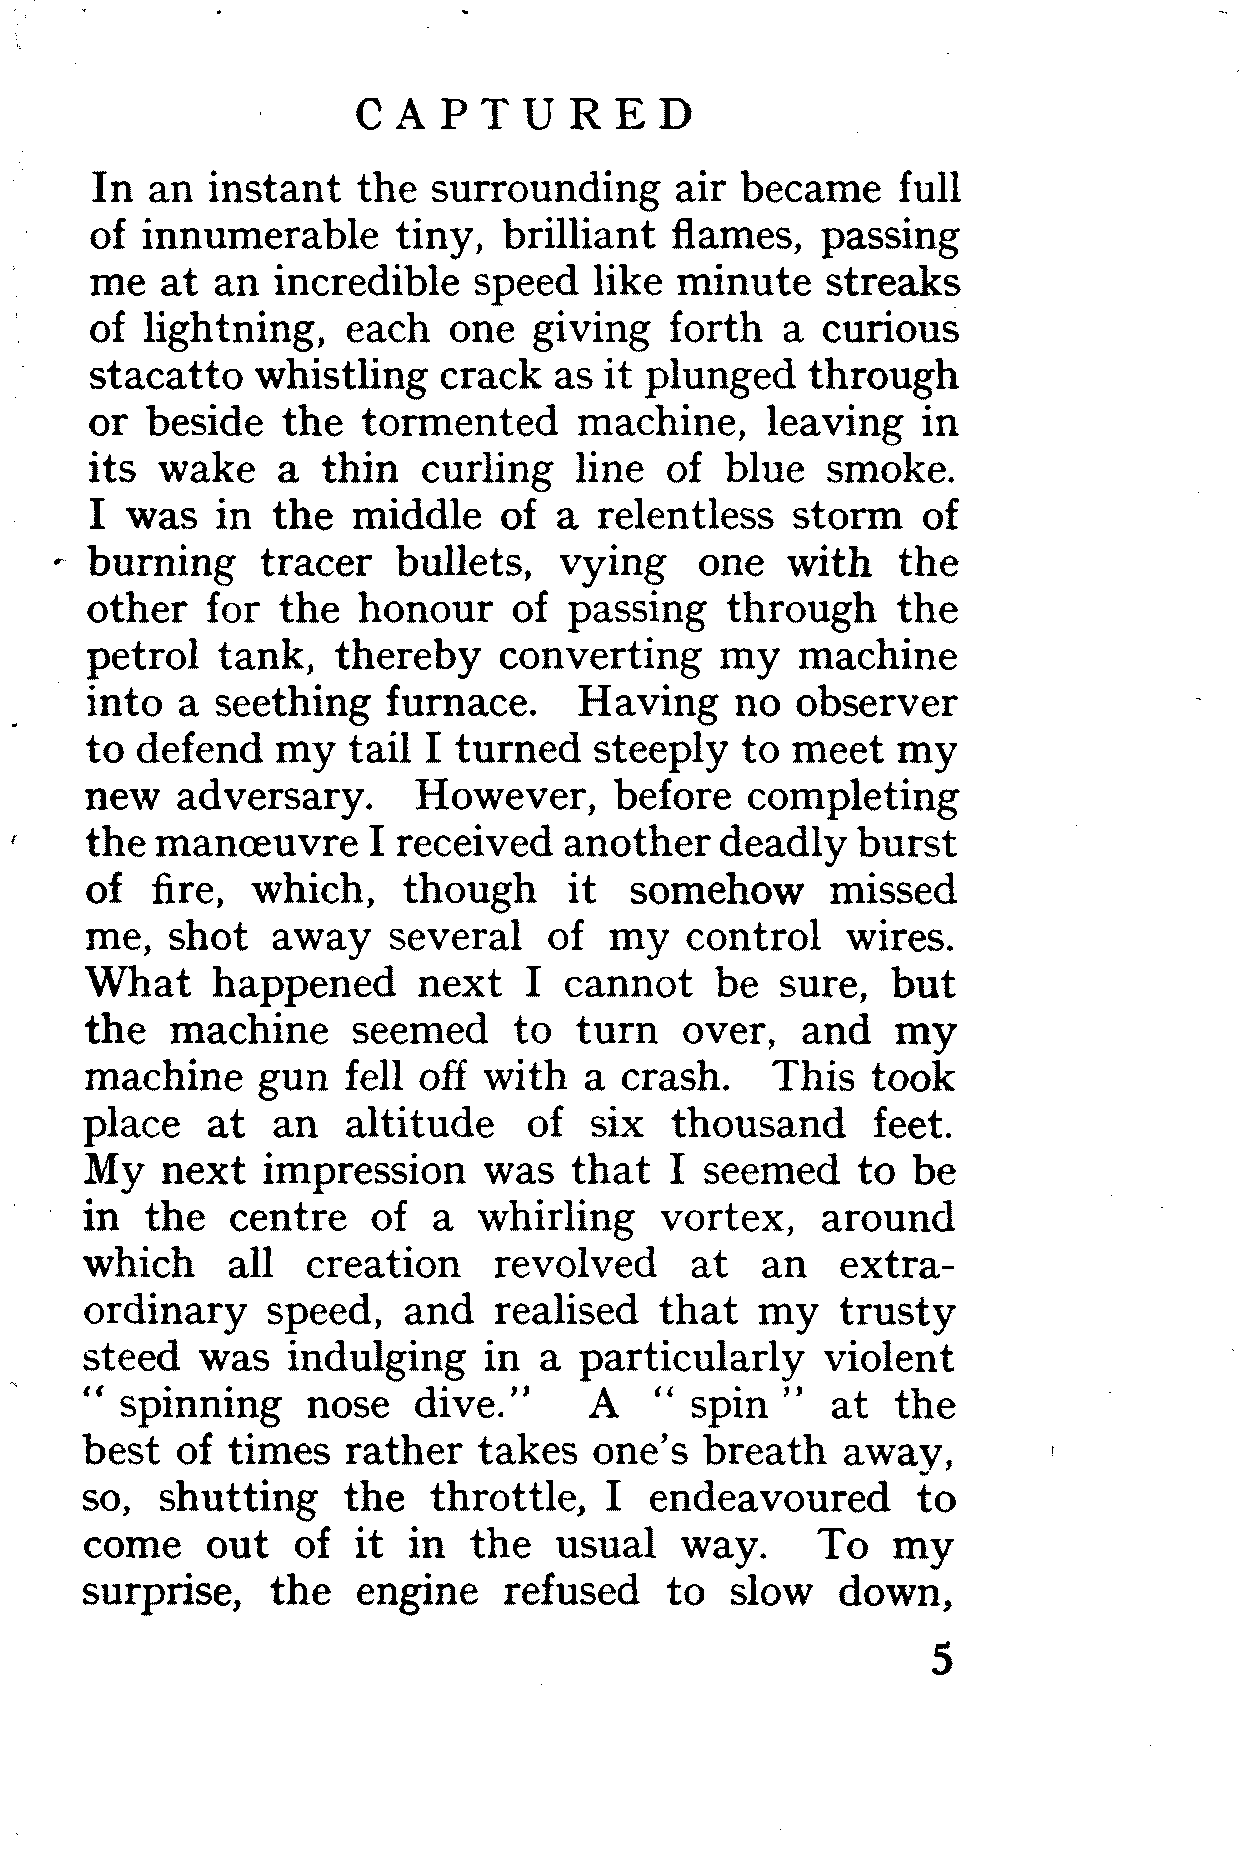 CAPTURED
In an instant the surrounding air became full
of innumerable tiny, brilliant flames, passing
me at an incredible speed like minute streaks
of lightning, each one giving forth a curious
stacatto whistling crack as it plunged through
or beside the tormented machine, leaving in
its wake a thin curling line of blue smoke.
I was in the middle of a relentless storm of
burning tracer bullets, vying one with the
other for the honour of passing through the
petrol tank, thereby converting my machine
into a seething furnace. Having no observer
to defend my tail I turned steeply to meet my
new adversary. However, before completing
the manœuvre I received another deadly burst
of fire, which, though it somehow missed
me, shot away several of my control wires.
What happened next I cannot be sure, but
the machine seemed to turn over, and my
machine gun fell off with a crash. This took
place at an altitude of six thousand feet.
My next impression was that I seemed to be
in the centre of a whirling vortex, around
which all creation revolved at an extra-
ordinary speed, and realised that my trusty
steed was indulging in a particularly violent
“ spinning nose dive.” A “ spin ” at the
best of times rather takes one's breath away,
so, shutting the throttle, I endeavoured to
come out of it in the usual way. To my
surprise, the engine refused to slow down,
5